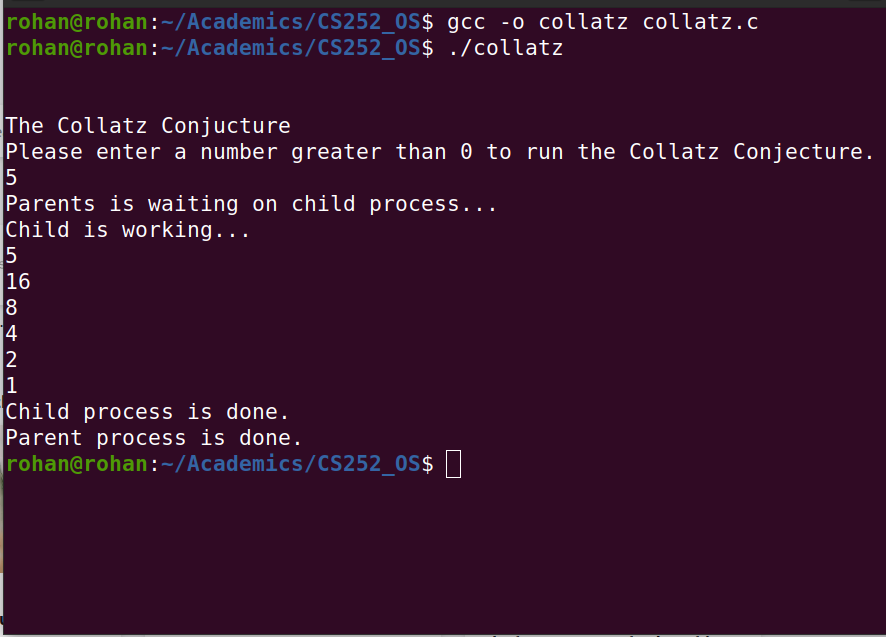 rohan@rohan:~/Academics/CS252_OS$ gcc -o collatz collatz.c
rohan@rohan:~/Academics/CS252_OS$ ./collatz
The Collatz Conjucture
Please enter a number greater than 0 to run the Collatz Conjecture.
5
Parents is waiting on child process...
Child is working...
5
16
8
4
2
1
Child process is done.
Parent process is done.
rohan@rohan:~/Academics/CS252_OS$